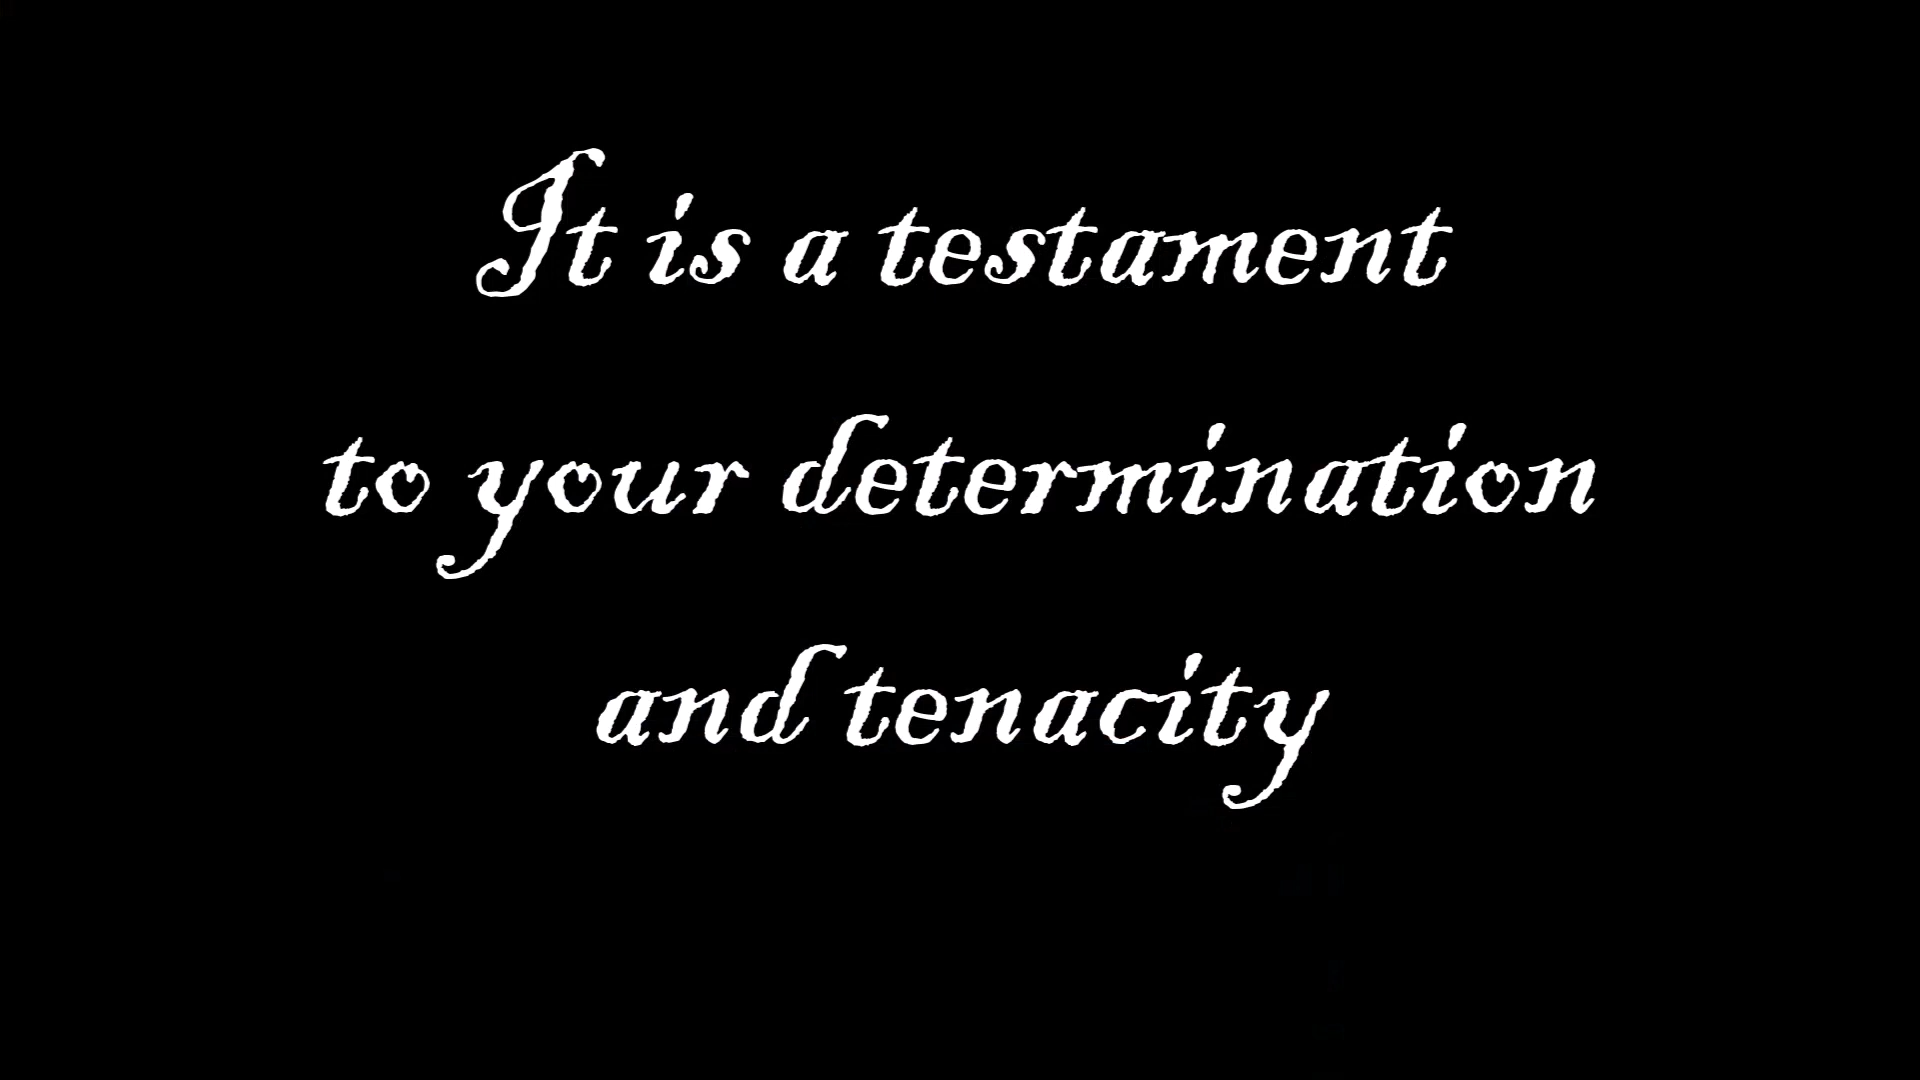 It is a testament
to your determination
and tenacity